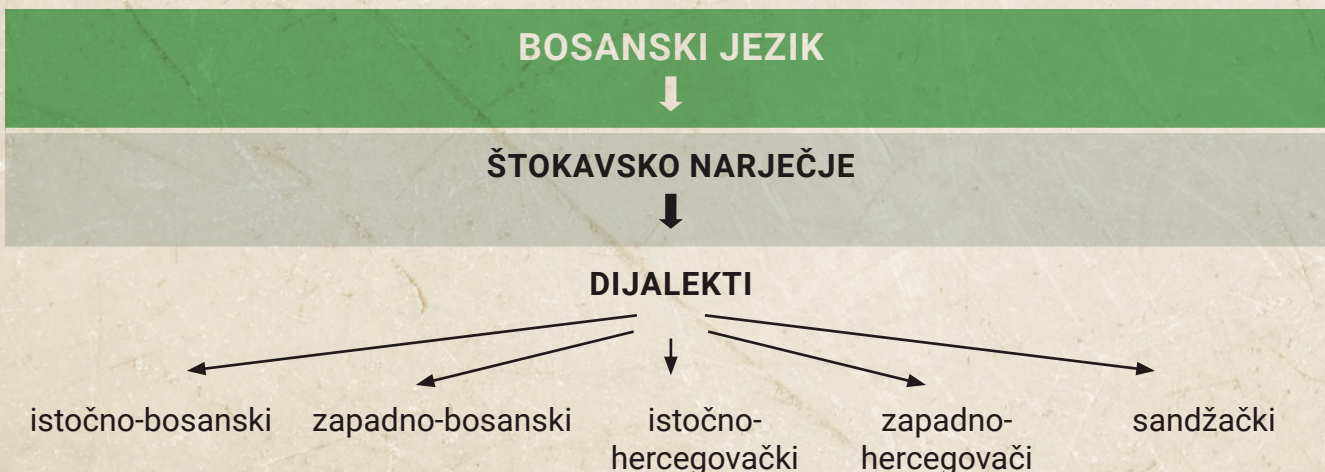 BOSANSKI JEZIK
ŠTOKAVSKO NARJEČJE
DIJALEKTI
istočno-bosanski zapadno-bosanski istočno- zapadno- sandžački
hercegovački hercegovači